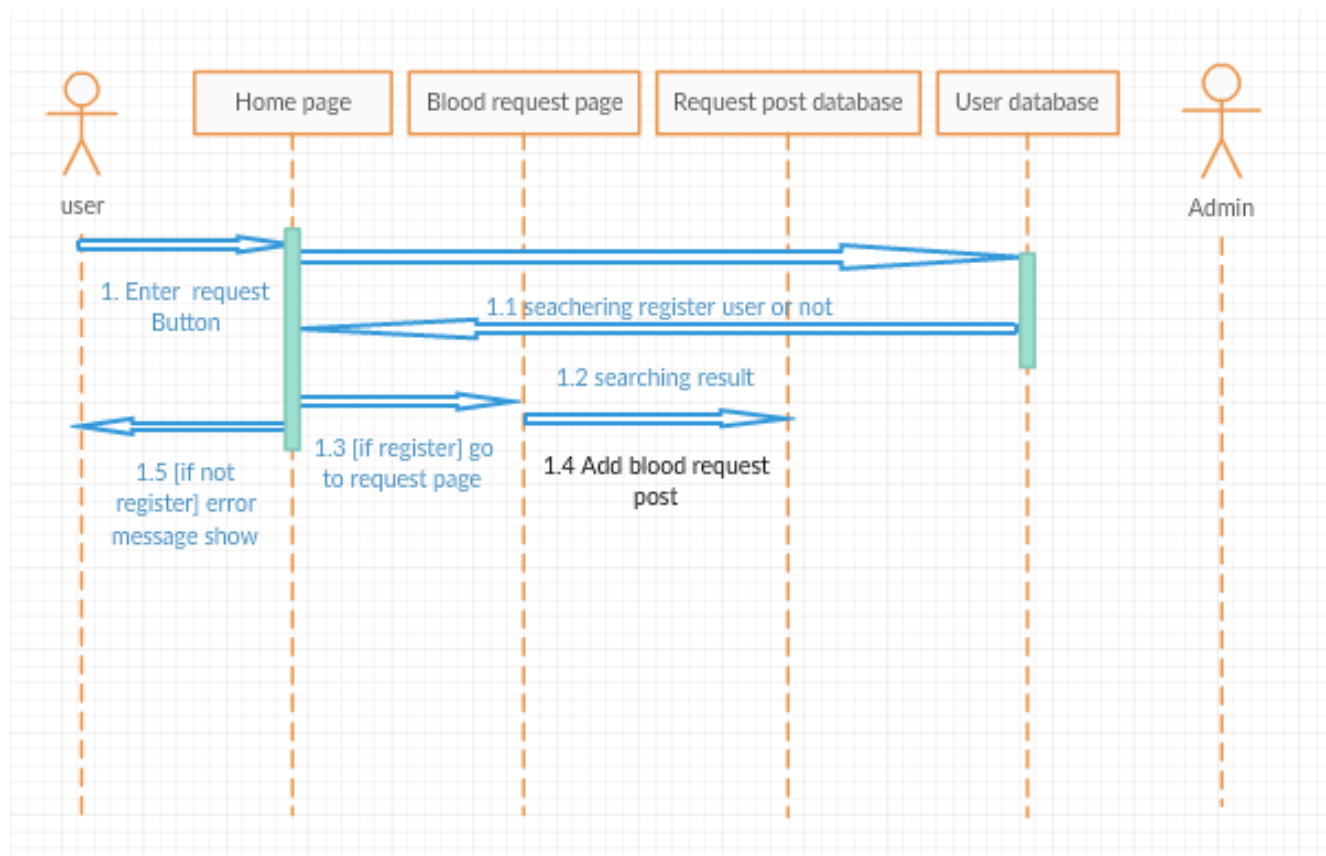 Home page
Blood request page
Request post database
User database
user
Admin
1. Enter request
Button
1.1 seachering register user or not
1.2 searching result
1.3 [if register] go
to request page
1.4 Add blood request
post
1.5 [if not
register] error
message show